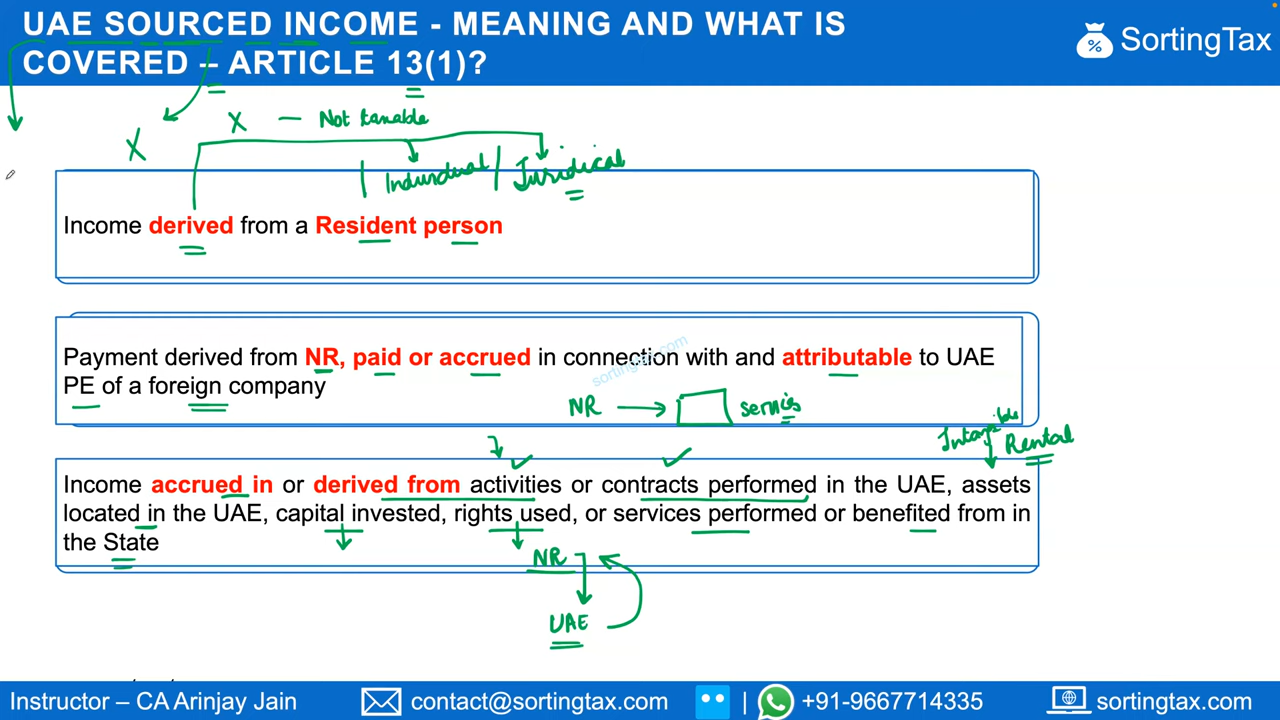 UAE SOURCED INCOME - MEANING AND WHAT IS
COVERED – ARTICLE 13(1)?
SortingTax
X
X — Not taxable
Individual
Juridical
Income derived from a Resident person
Payment derived from NR, paid or accrued in connection with and attributable to UAE
PE of a foreign company
sortingtax.com
NR
services
Intangible
Rental
Income accrued in or derived from activities or contracts performed in the UAE, assets
located in the UAE, capital invested, rights used, or services performed or benefited from in
the State
NR
UAE
Instructor – CA Arinjay Jain
contact@sortingtax.com
+91-9667714335
sortingtax.com